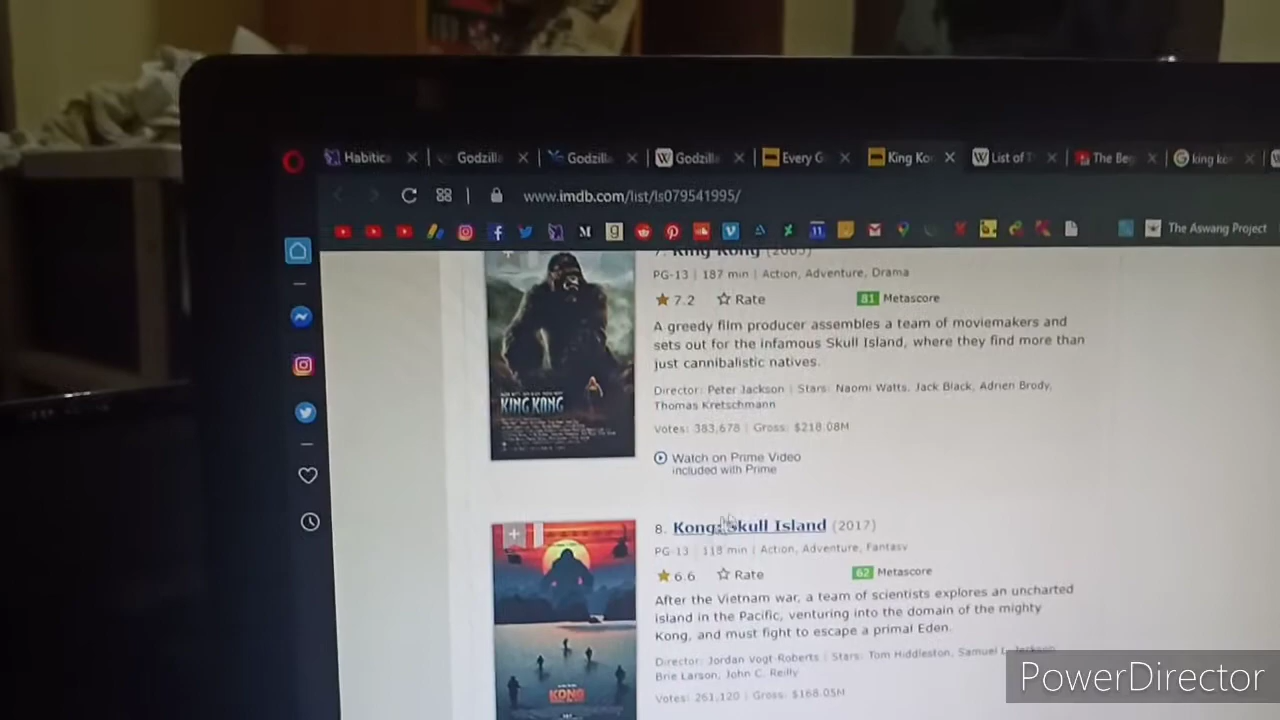 Habitica
Godzilla
Godzilla
Godzilla
Every G
King Ko
List of
The Be
king ko
www.imdb.com/list/ls079541995/
The Aswang Project
7. King Kong (2005)
PG-13 | 187 min | Action, Adventure, Drama
7.2 Rate 81 Metascore
A greedy film producer assembles a team of moviemakers and
sets out for the infamous Skull Island, where they find more than
just cannibalistic natives.
Director: Peter Jackson | Stars: Naomi Watts, Jack Black, Adrien Brody,
Thomas Kretschmann
Votes: 383,678 | Gross: $218.08M
Watch on Prime Video
included with Prime
KING KONG
8. Kong: Skull Island (2017)
PG-13 | 118 min | Action, Adventure, Fantasy
6.6 Rate 62 Metascore
After the Vietnam war, a team of scientists explores an uncharted
island in the Pacific, venturing into the domain of the mighty
Kong, and must fight to escape a primal Eden.
Director: Jordan Vogt-Roberts | Stars: Tom Hiddleston, Samuel L. Jackson,
Brie Larson, John C. Reilly
Votes: 261,120 | Gross: $168.05M
KONG
PowerDirector